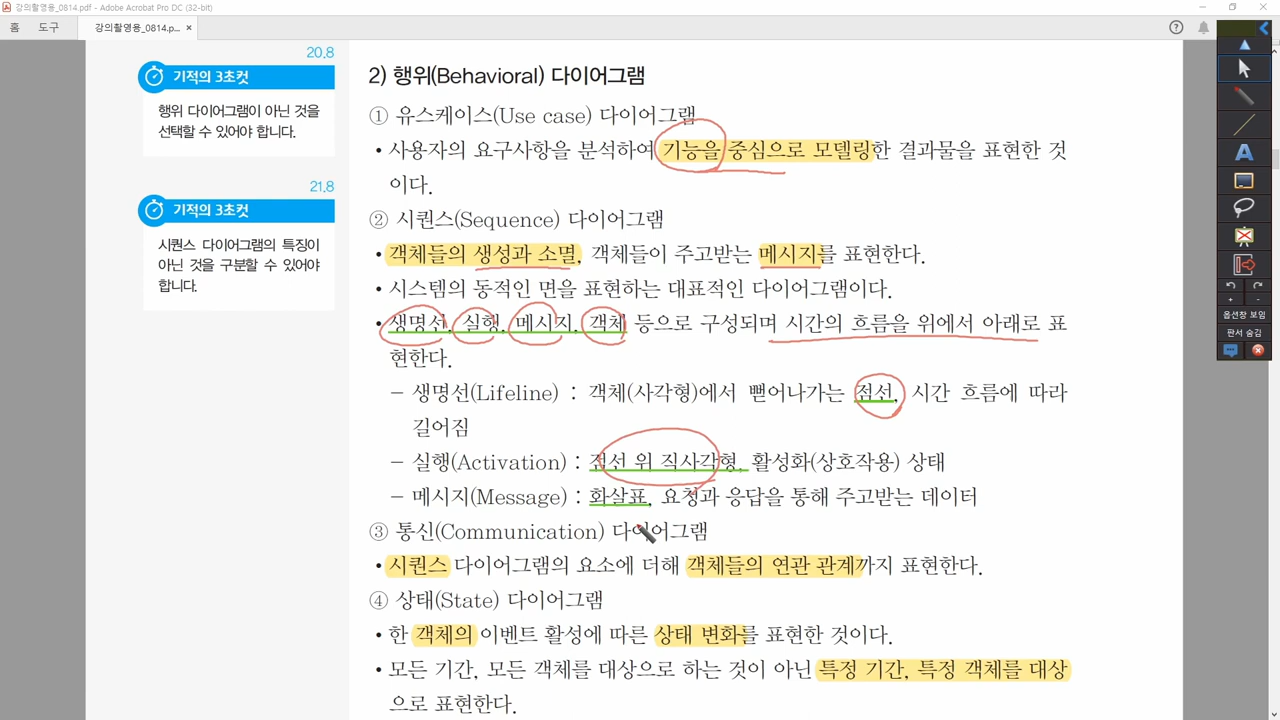 강의촬영용_0814.pdf - Adobe Acrobat Pro DC (32-bit)
홈 도구 강의촬영용_0814.p... ×
20.8
기적의 3초컷
행위 다이어그램이 아닌 것을
선택할 수 있어야 합니다.
21.8
기적의 3초컷
시퀀스 다이어그램의 특징이
아닌 것을 구분할 수 있어야
합니다.
2) 행위(Behavioral) 다이어그램
① 유스케이스(Use case) 다이어그램
• 사용자의 요구사항을 분석하여 기능을 중심으로 모델링한 결과물을 표현한 것
이다.
② 시퀀스(Sequence) 다이어그램
• 객체들의 생성과 소멸, 객체들이 주고받는 메시지를 표현한다.
• 시스템의 동적인 면을 표현하는 대표적인 다이어그램이다.
• 생명선, 실행, 메시지, 객체 등으로 구성되며 시간의 흐름을 위에서 아래로 표
현한다.
– 생명선(Lifeline) : 객체(사각형)에서 뻗어나가는 점선, 시간 흐름에 따라
길어짐
– 실행(Activation) : 점선 위 직사각형, 활성화(상호작용) 상태
– 메시지(Message) : 화살표, 요청과 응답을 통해 주고받는 데이터
③ 통신(Communication) 다이어그램
• 시퀀스 다이어그램의 요소에 더해 객체들의 연관 관계까지 표현한다.
④ 상태(State) 다이어그램
• 한 객체의 이벤트 활성에 따른 상태 변화를 표현한 것이다.
• 모든 기간, 모든 객체를 대상으로 하는 것이 아닌 특정 기간, 특정 객체를 대상
으로 표현한다.
A
옵션창 보임
판서 숨김